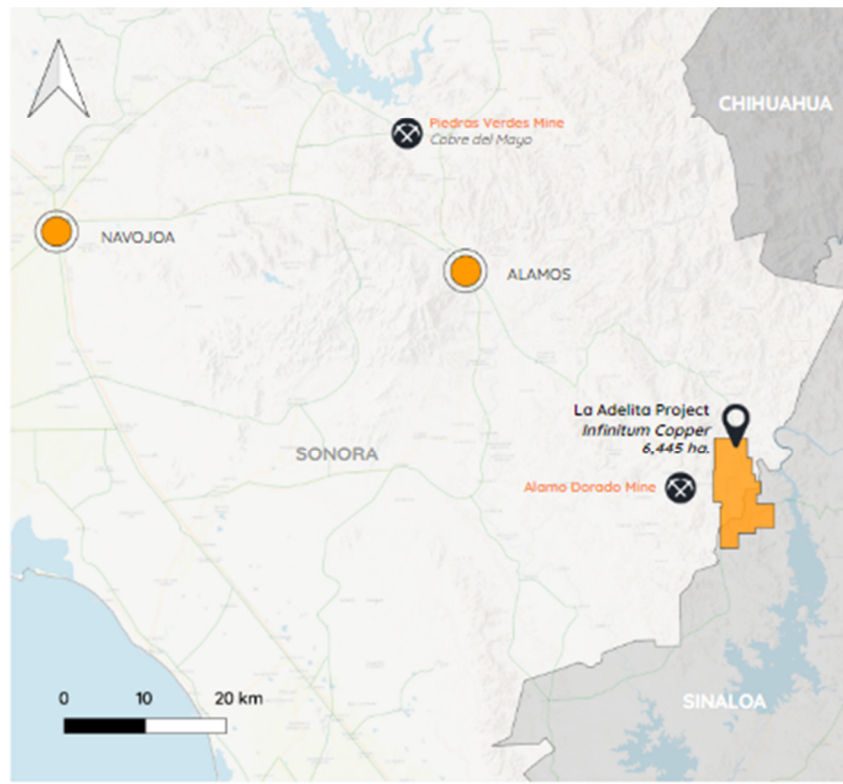 CHIHUAHUA
Piedras Verdes Mine
Cobre del Mayo
NAVOJOA
ALAMOS
La Adelita Project
Infinitum Copper
6,445 ha.
SONORA
Alamo Dorado Mine
0 10 20 km
SINALOA